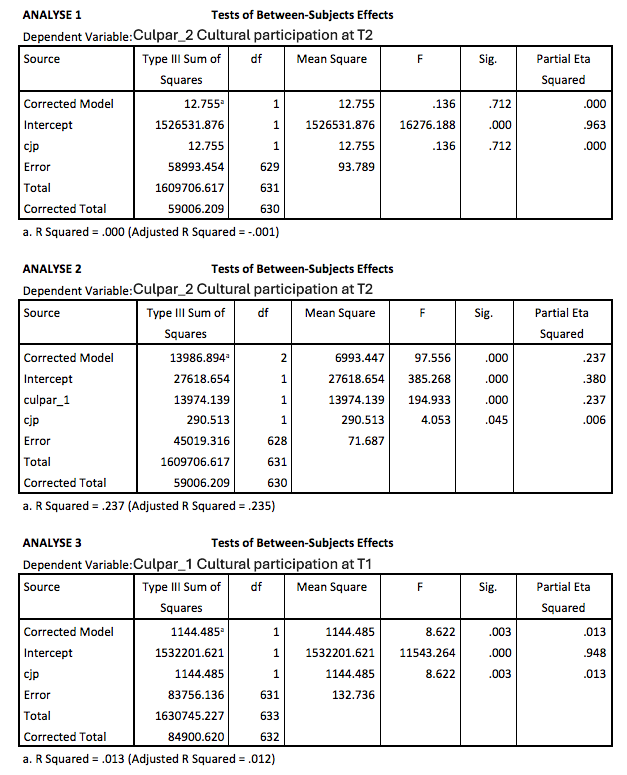 ANALYSE 1 Tests of Between-Subjects Effects
Dependent Variable:Culpar_2 Cultural participation at T2
Source Type III Sum of Squares df Mean Square F Sig. Partial Eta Squared
Corrected Model 12.755ᵃ 1 12.755 .136 .712 .000
Intercept 1526531.876 1 1526531.876 16276.188 .000 .963
cjp 12.755 1 12.755 .136 .712 .000
Error 58993.454 629 93.789
Total 1609706.617 631
Corrected Total 59006.209 630
a. R Squared = .000 (Adjusted R Squared = -.001)
ANALYSE 2 Tests of Between-Subjects Effects
Dependent Variable:Culpar_2 Cultural participation at T2
Source Type III Sum of Squares df Mean Square F Sig. Partial Eta Squared
Corrected Model 13986.894ᵃ 2 6993.447 97.556 .000 .237
Intercept 27618.654 1 27618.654 385.268 .000 .380
culpar_1 13974.139 1 13974.139 194.933 .000 .237
cjp 290.513 1 290.513 4.053 .045 .006
Error 45019.316 628 71.687
Total 1609706.617 631
Corrected Total 59006.209 630
a. R Squared = .237 (Adjusted R Squared = .235)
ANALYSE 3 Tests of Between-Subjects Effects
Dependent Variable:Culpar_1 Cultural participation at T1
Source Type III Sum of Squares df Mean Square F Sig. Partial Eta Squared
Corrected Model 1144.485ᵃ 1 1144.485 8.622 .003 .013
Intercept 1532201.621 1 1532201.621 11543.264 .000 .948
cjp 1144.485 1 1144.485 8.622 .003 .013
Error 83756.136 631 132.736
Total 1630745.227 633
Corrected Total 84900.620 632
a. R Squared = .013 (Adjusted R Squared = .012)